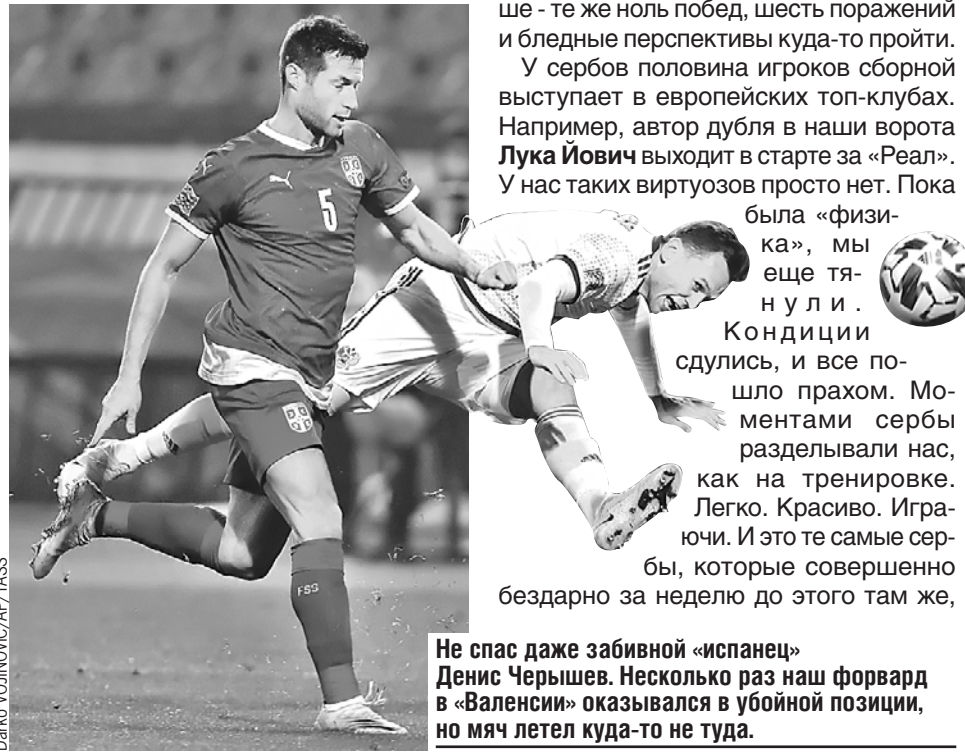 ше - те же ноль побед, шесть поражений
и бледные перспективы куда-то пройти.
У сербов половина игроков сборной
выступает в европейских топ-клубах.
Например, автор дубля в наши ворота
Лука Йович выходит в старте за «Реал».
У нас таких виртуозов просто нет. Пока
была «физи-
ка», мы
еще тя-
нули.
Кондиции
сдулись, и все по-
шло прахом. Мо-
ментами сербы
разделывали нас,
как на тренировке.
Легко. Красиво. Игра-
ючи. И это те самые сер-
бы, которые совершенно
бездарно за неделю до этого там же,
Не спас даже забивной «испанец»
Денис Черышев. Несколько раз наш форвард
в «Валенсии» оказывался в убойной позиции,
но мяч летел куда-то не туда.
Darko VOJINOVIC/AP/TASS
5
FSS